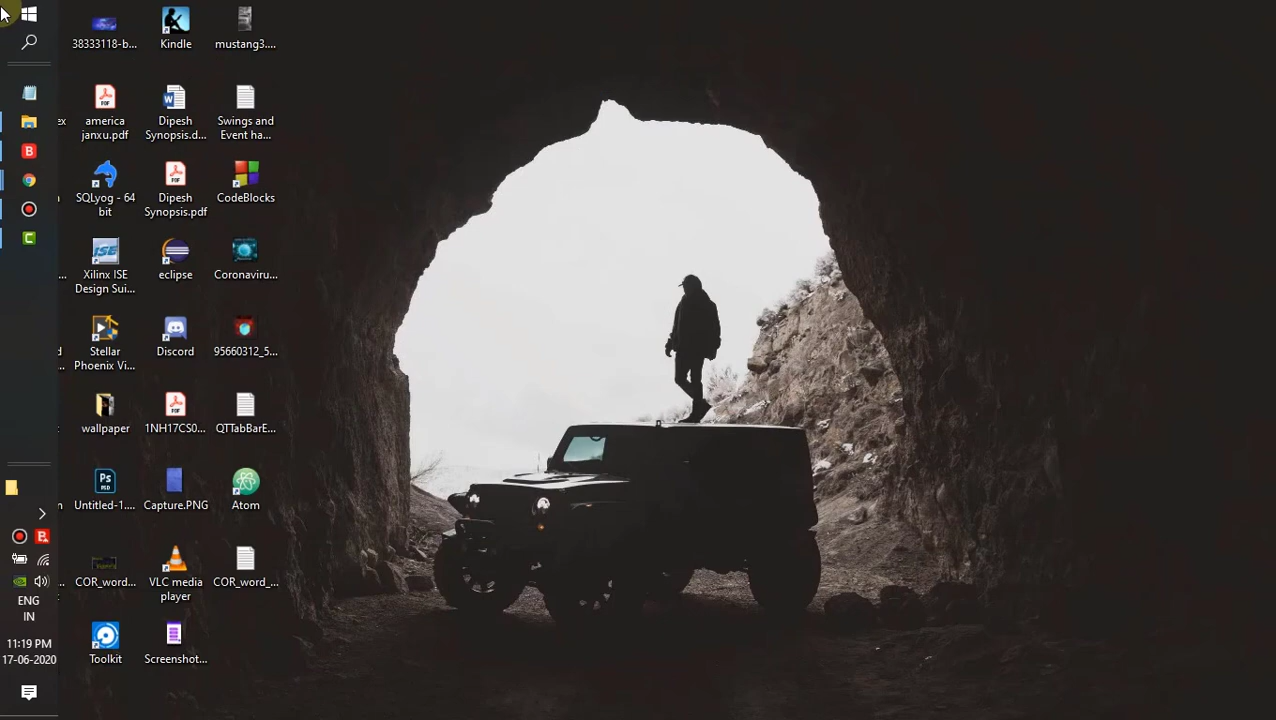 38333118-b...
Kindle
mustang3....
america
janxu.pdf
Dipesh
Synopsis.d...
Swings and
Event ha...
SQLyog - 64
bit
Dipesh
Synopsis.pdf
CodeBlocks
Xilinx ISE
Design Sui...
eclipse
Coronaviru...
Stellar
Phoenix Vi...
Discord
95660312_5...
wallpaper
1NH17CS0...
QTTabBarE...
Untitled-1....
Capture.PNG
Atom
COR_word...
VLC media
player
COR_word_...
Toolkit
Screenshot...
ENG
IN
11:19 PM
17-06-2020